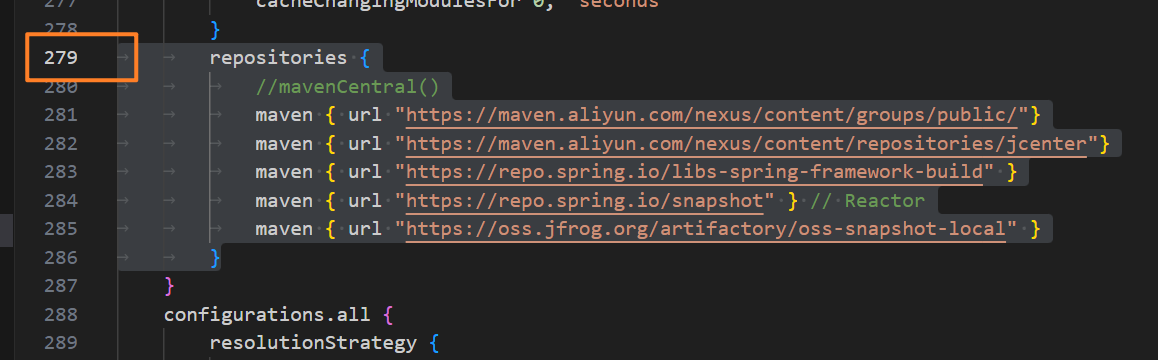 277 cacheChangingModulesFor 0, "seconds"
278 }
279 repositories {
280 //mavenCentral()
281 maven { url "https://maven.aliyun.com/nexus/content/groups/public/"}
282 maven { url "https://maven.aliyun.com/nexus/content/repositories/jcenter"}
283 maven { url "https://repo.spring.io/libs-spring-framework-build" }
284 maven { url "https://repo.spring.io/snapshot" } // Reactor
285 maven { url "https://oss.jfrog.org/artifactory/oss-snapshot-local" }
286 }
287 }
288 configurations.all {
289 resolutionStrategy {